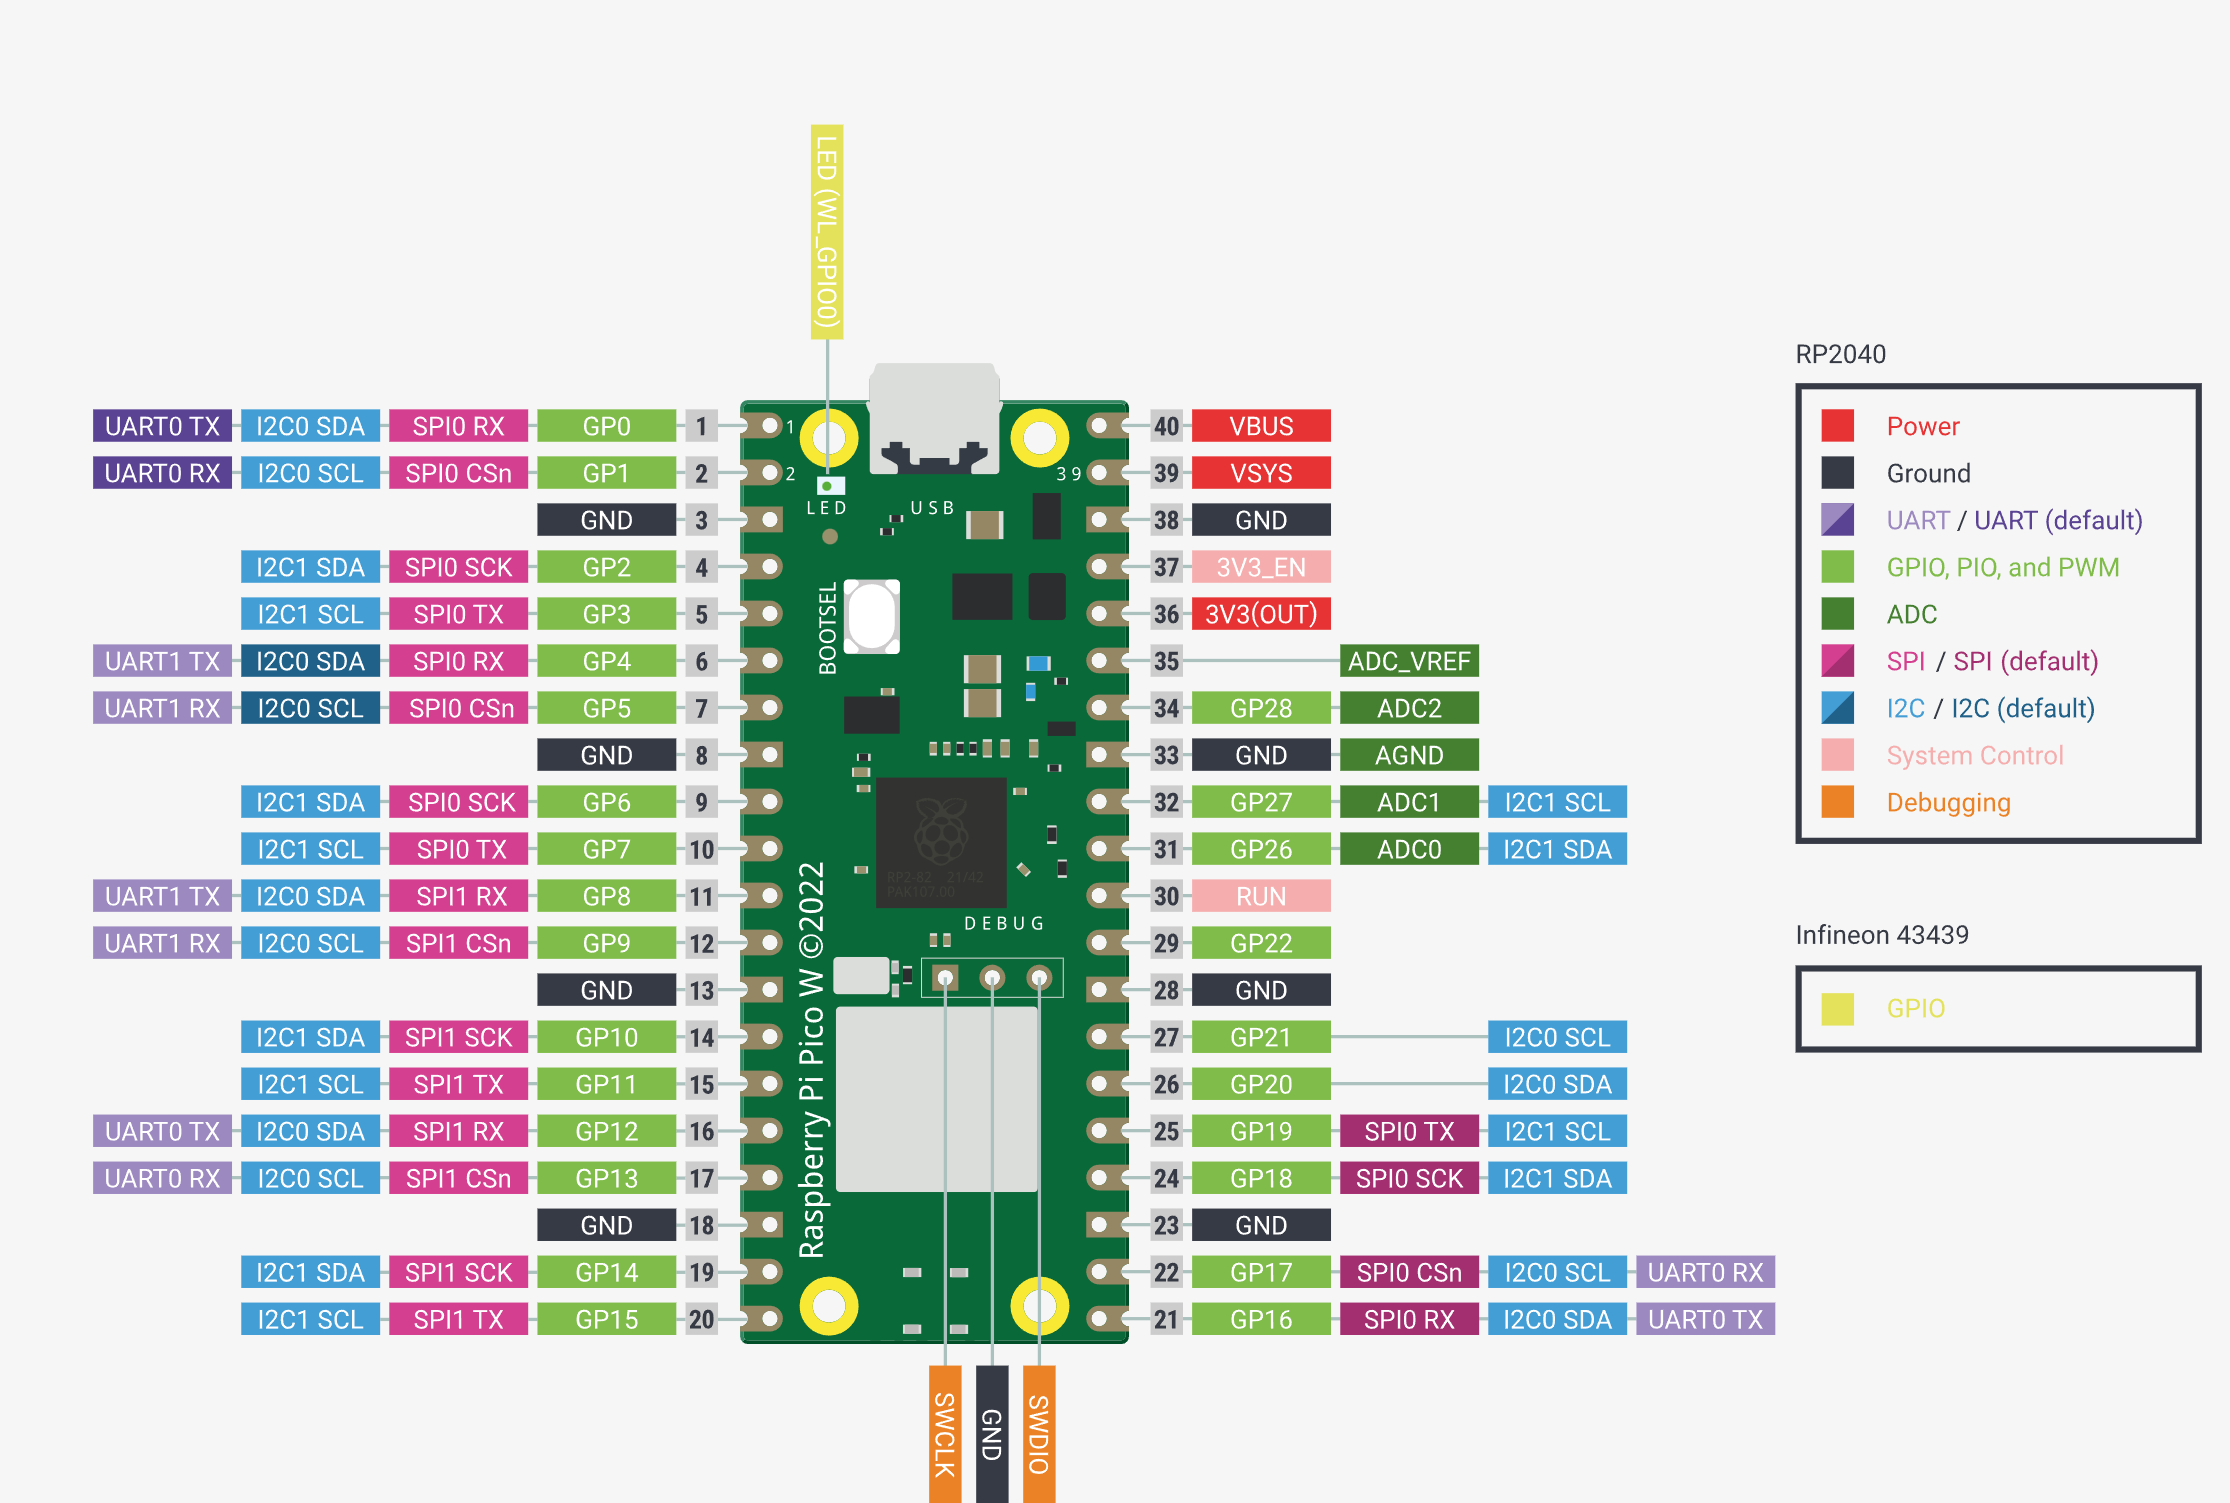 LED (WL_GPIO0)
UART0 TX I2C0 SDA SPI0 RX GP0 1 1 40 VBUS
UART0 RX I2C0 SCL SPI0 CSn GP1 2 2 39 39 VSYS
LED USB
GND 3 38 GND
I2C1 SDA SPI0 SCK GP2 4 37 3V3_EN
I2C1 SCL SPI0 TX GP3 5 36 3V3(OUT)
BOOTSEL
UART1 TX I2C0 SDA SPI0 RX GP4 6 35 ADC_VREF
UART1 RX I2C0 SCL SPI0 CSn GP5 7 34 GP28 ADC2
GND 8 33 GND AGND
I2C1 SDA SPI0 SCK GP6 9 32 GP27 ADC1 I2C1 SCL
I2C1 SCL SPI0 TX GP7 10 31 GP26 ADC0 I2C1 SDA
RP2-B2 21/42
PAK107.00
UART1 TX I2C0 SDA SPI1 RX GP8 11 30 RUN
DEBUG
UART1 RX I2C0 SCL SPI1 CSn GP9 12 29 GP22
GND 13 28 GND
I2C1 SDA SPI1 SCK GP10 14 27 GP21 I2C0 SCL
Raspberry Pi Pico W ©2022
I2C1 SCL SPI1 TX GP11 15 26 GP20 I2C0 SDA
UART0 TX I2C0 SDA SPI1 RX GP12 16 25 GP19 SPI0 TX I2C1 SCL
UART0 RX I2C0 SCL SPI1 CSn GP13 17 24 GP18 SPI0 SCK I2C1 SDA
GND 18 23 GND
I2C1 SDA SPI1 SCK GP14 19 22 GP17 SPI0 CSn I2C0 SCL UART0 RX
I2C1 SCL SPI1 TX GP15 20 21 GP16 SPI0 RX I2C0 SDA UART0 TX
SWCLK
GND
SWDIO
RP2040
Power
Ground
UART / UART (default)
GPIO, PIO, and PWM
ADC
SPI / SPI (default)
I2C / I2C (default)
System Control
Debugging
Infineon 43439
GPIO